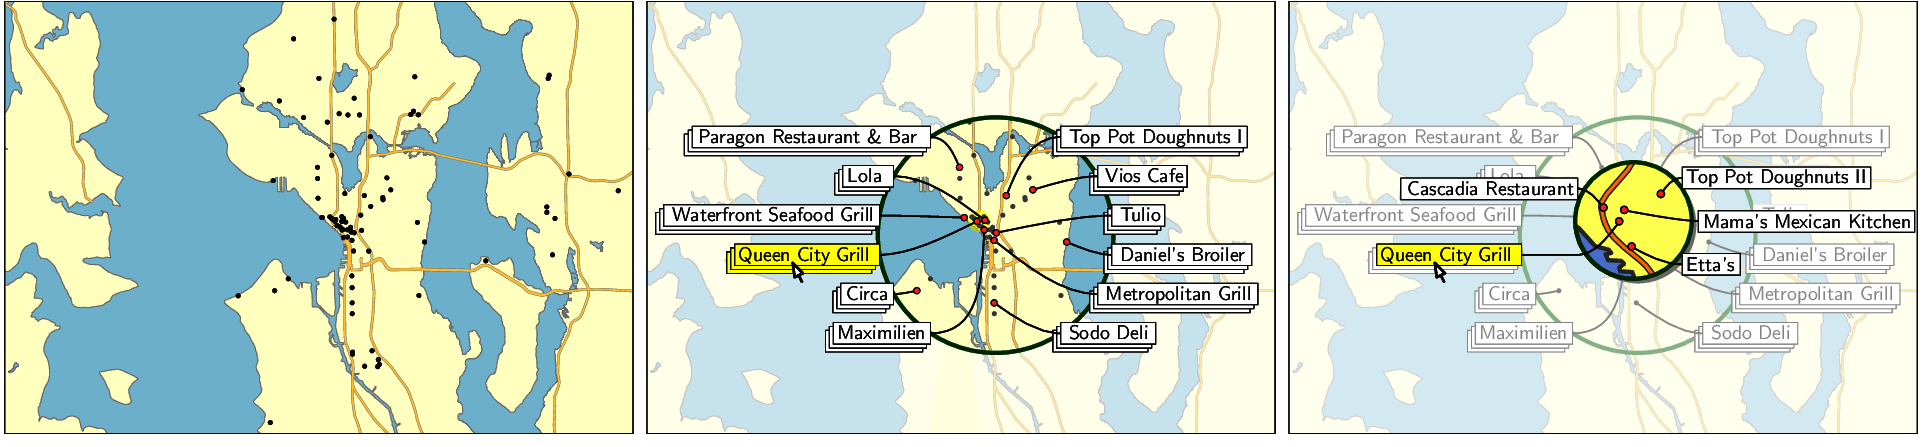 Paragon Restaurant & Bar
Top Pot Doughnuts I
Lola
Vios Cafe
Waterfront Seafood Grill
Tulio
Queen City Grill
Daniel's Broiler
Circa
Metropolitan Grill
Maximilien
Sodo Deli
Paragon Restaurant & Bar
Top Pot Doughnuts I
Lola
Top Pot Doughnuts II
Cascadia Restaurant
Waterfront Seafood Grill
Mama's Mexican Kitchen
Queen City Grill
Etta's
Daniel's Broiler
Circa
Metropolitan Grill
Maximilien
Sodo Deli